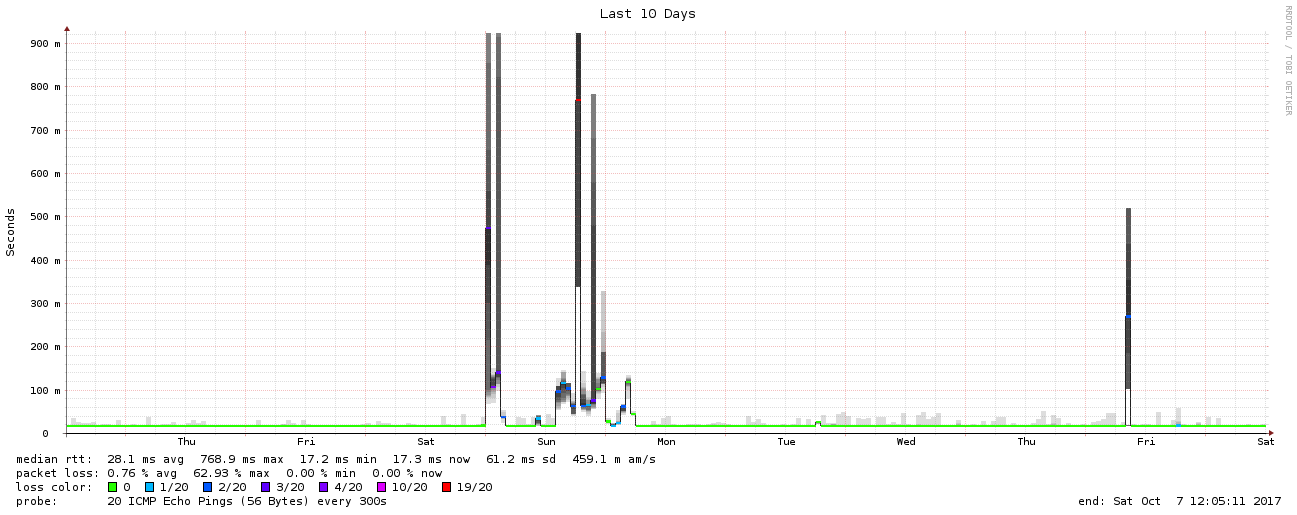 Last 10 Days
RRDTOOL / TOBI OETIKER
Seconds
900 m
800 m
700 m
600 m
500 m
400 m
300 m
200 m
100 m
0
Thu Fri Sat Sun Mon Tue Wed Thu Fri Sat
median rtt: 28.1 ms avg 768.9 ms max 17.2 ms min 17.3 ms now 61.2 ms sd 459.1 m am/s
packet loss: 0.76 % avg 62.93 % max 0.00 % min 0.00 % now
loss color: 0 1/20 2/20 3/20 4/20 10/20 19/20
probe: 20 ICMP Echo Pings (56 Bytes) every 300s end: Sat Oct 7 12:05:11 2017